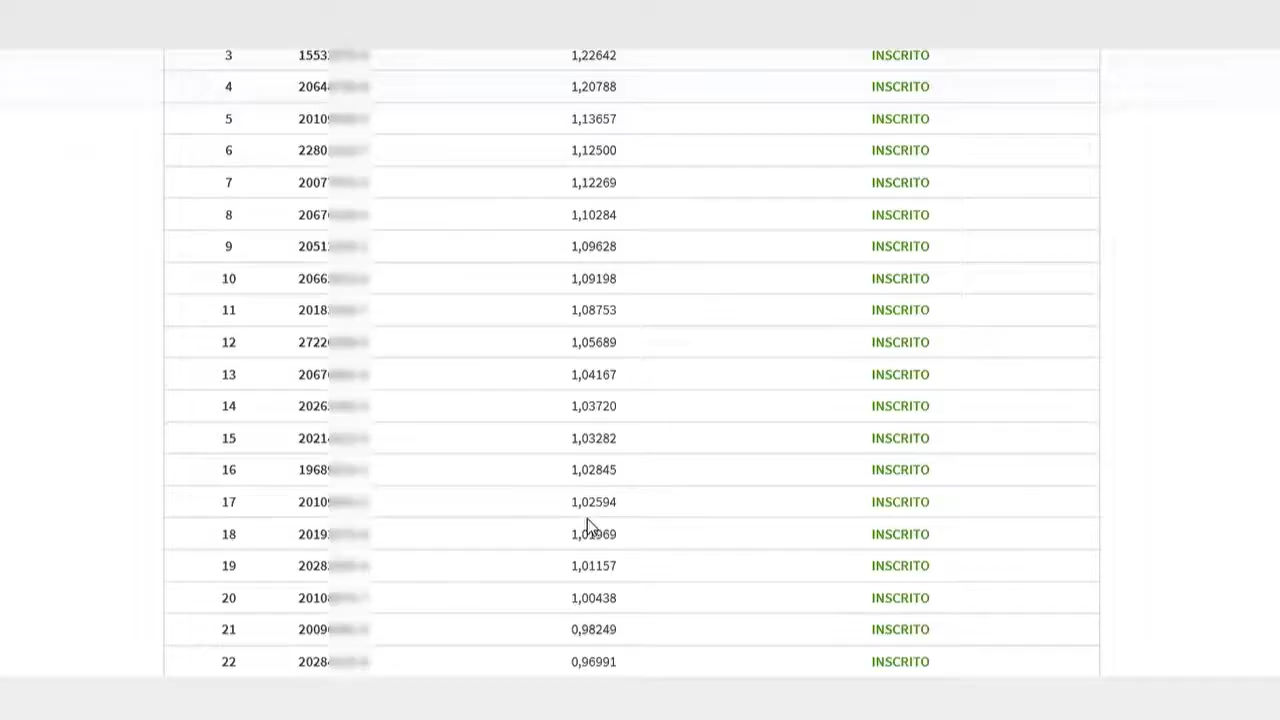 3 1553 1,22642 INSCRITO
4 2064 1,20788 INSCRITO
5 2010 1,13657 INSCRITO
6 2280 1,12500 INSCRITO
7 2007 1,12269 INSCRITO
8 2067 1,10284 INSCRITO
9 2051 1,09628 INSCRITO
10 2066 1,09198 INSCRITO
11 2018 1,08753 INSCRITO
12 2722 1,05689 INSCRITO
13 2067 1,04167 INSCRITO
14 2026 1,03720 INSCRITO
15 2021 1,03282 INSCRITO
16 1968 1,02845 INSCRITO
17 2010 1,02594 INSCRITO
18 2019 INSCRITO
19 2028 1,01157 INSCRITO
20 2010 1,00438 INSCRITO
21 2009 0,98249 INSCRITO
22 2028 0,96991 INSCRITO